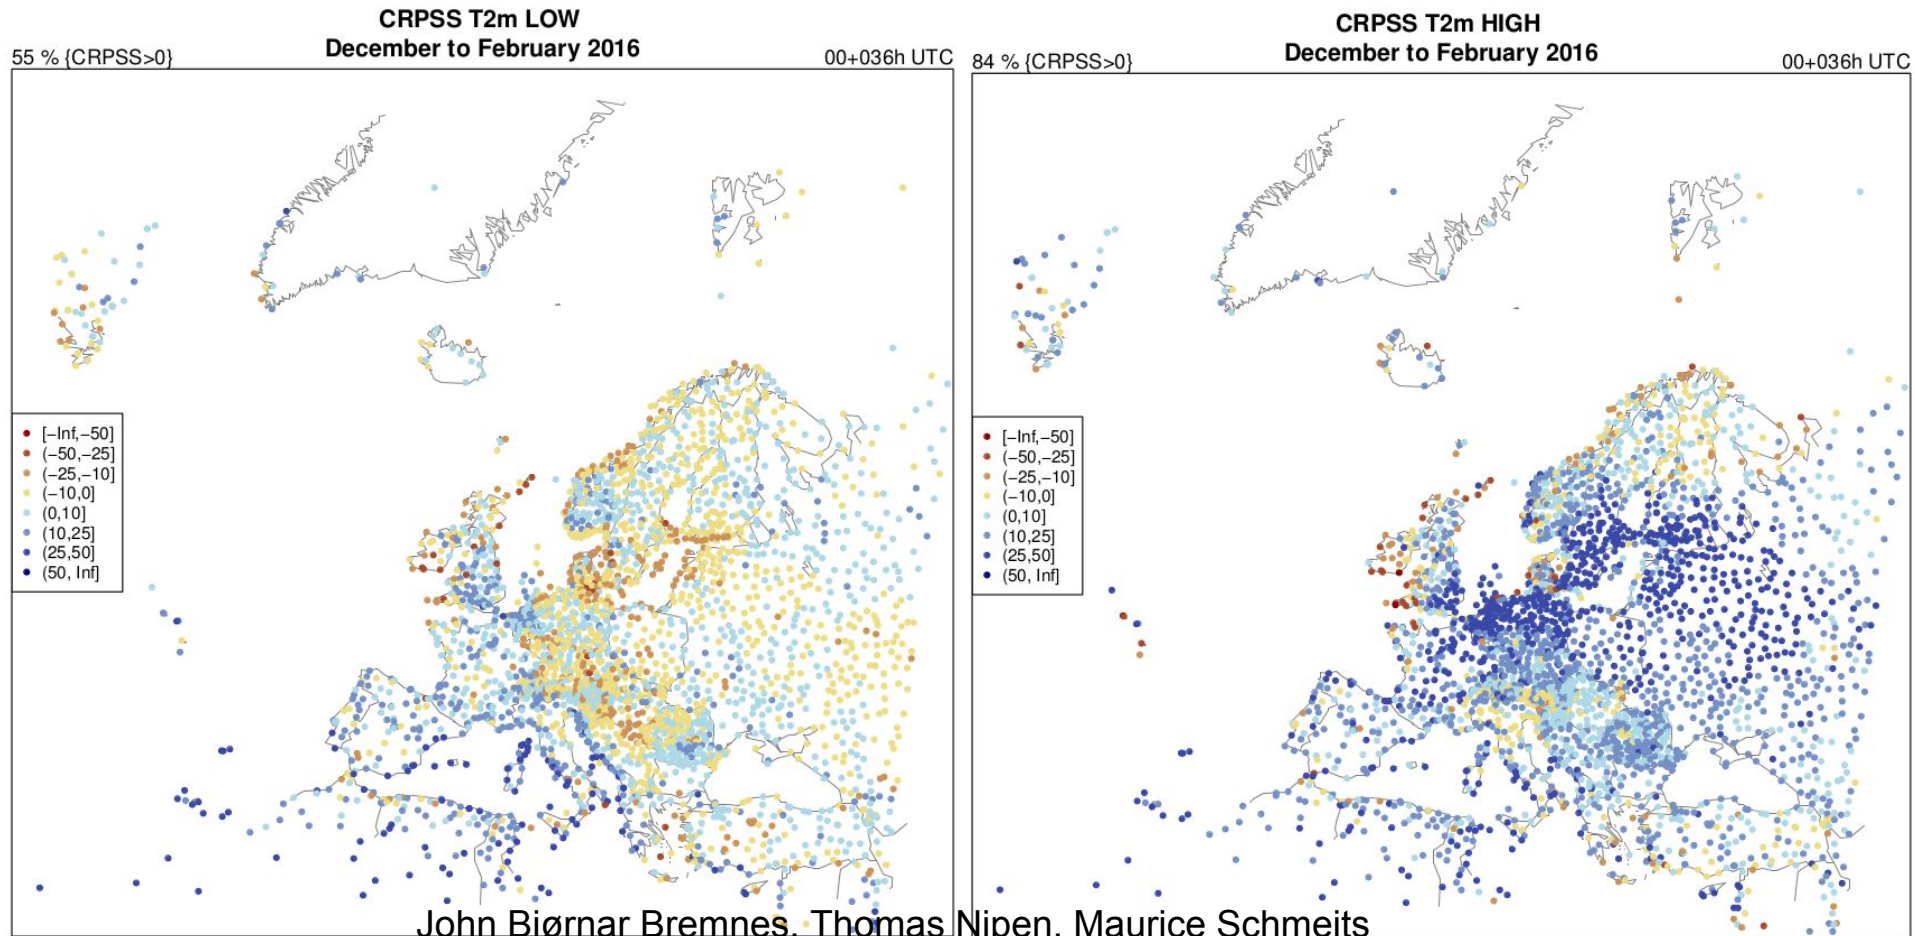 CRPSS T2m LOW
December to February 2016
55 % {CRPSS>0}
00+036h UTC
[−Inf,−50]
(−50,−25]
(−25,−10]
(−10,0]
(0,10]
(10,25]
(25,50]
(50, Inf]
CRPSS T2m HIGH
December to February 2016
84 % {CRPSS>0}
00+036h UTC
[−Inf,−50]
(−50,−25]
(−25,−10]
(−10,0]
(0,10]
(10,25]
(25,50]
(50, Inf]
John Bjørnar Bremnes, Thomas Nipen, Maurice Schmeits